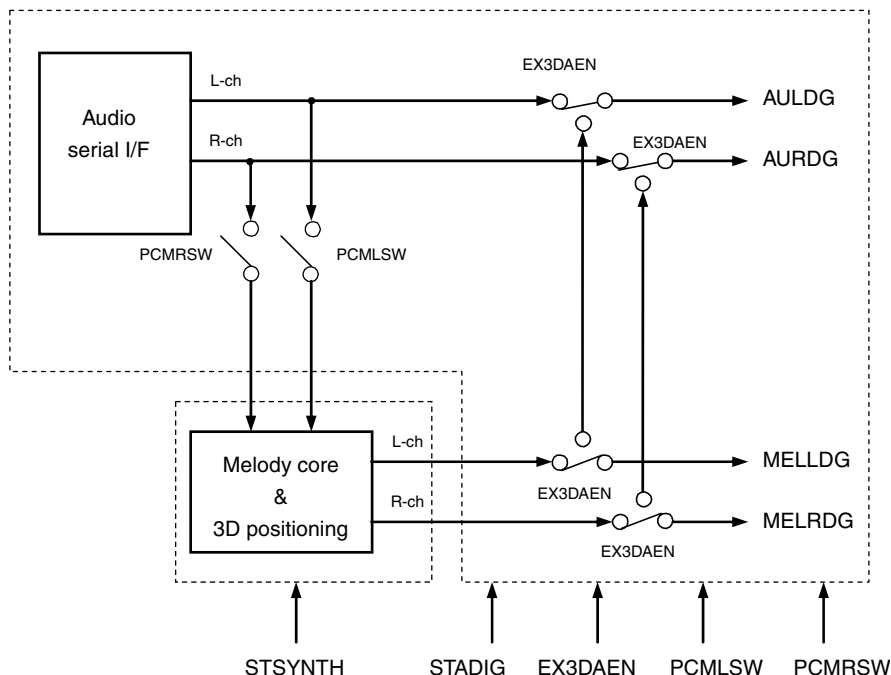 EX3DAEN
L-ch
AULDG
Audio
serial I/F
R-ch
EX3DAEN
AURDG
PCMRSW
PCMLSW
L-ch
Melody core
&
3D positioning
MELLDG
EX3DAEN
R-ch
MELRDG
EX3DAEN
STSYNTH
STADIG
EX3DAEN
PCMLSW
PCMRSW